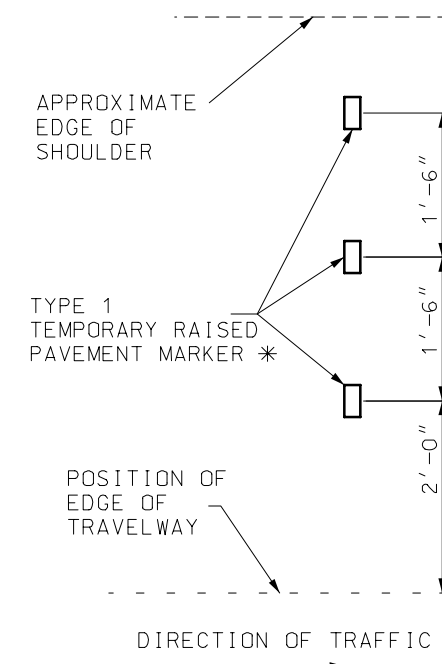 APPROXIMATE
EDGE OF
SHOULDER
1'-6"
TYPE 1
TEMPORARY RAISED
PAVEMENT MARKER *
1'-6"
2'-0"
POSITION OF
EDGE OF
TRAVELWAY
DIRECTION OF TRAFFIC